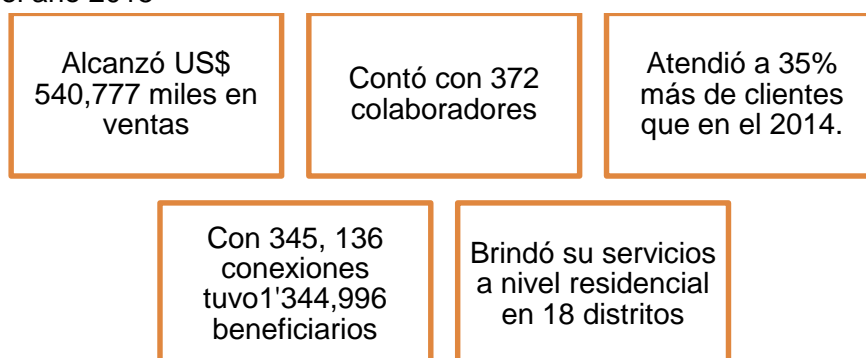 Alcanzó US$
540,777 miles en
ventas
Contó con 372
colaboradores
Atendió a 35%
más de clientes
que en el 2014.
Con 345, 136
conexiones
tuvo1'344,996
beneficiarios
Brindó su servicios
a nivel residencial
en 18 distritos